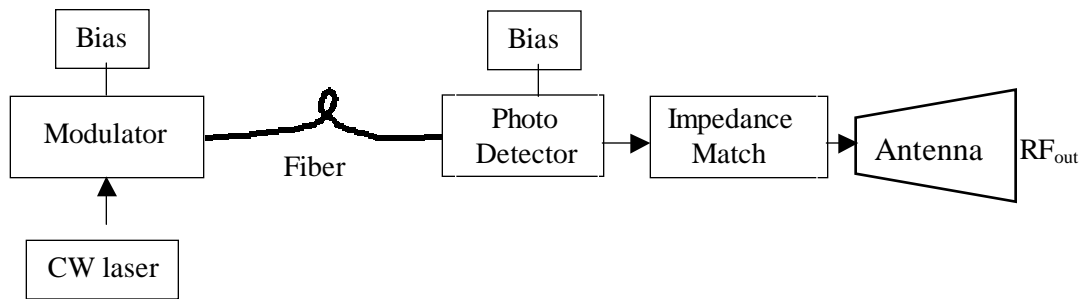 Bias
Bias
Modulator
Photo
Detector
Impedance
Match
Antenna
RFout
Fiber
CW laser